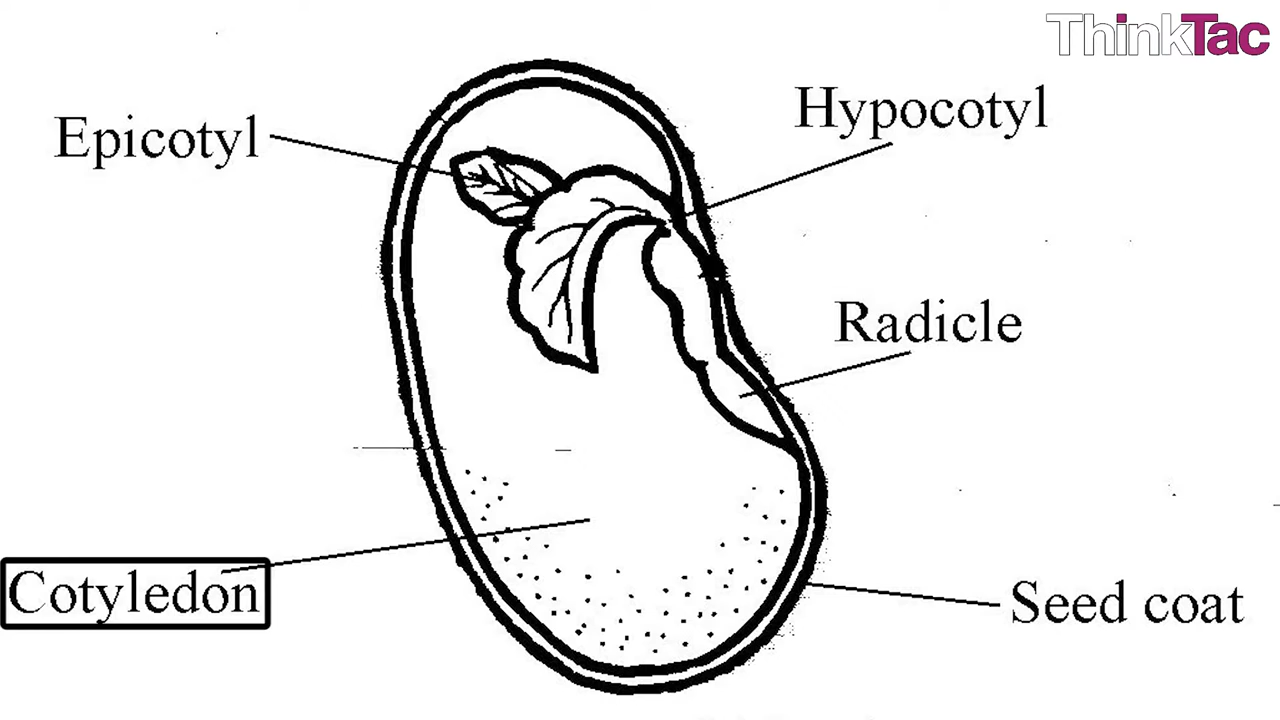 ThinkTac
Hypocotyl
Epicotyl
Radicle
Cotyledon
Seed coat